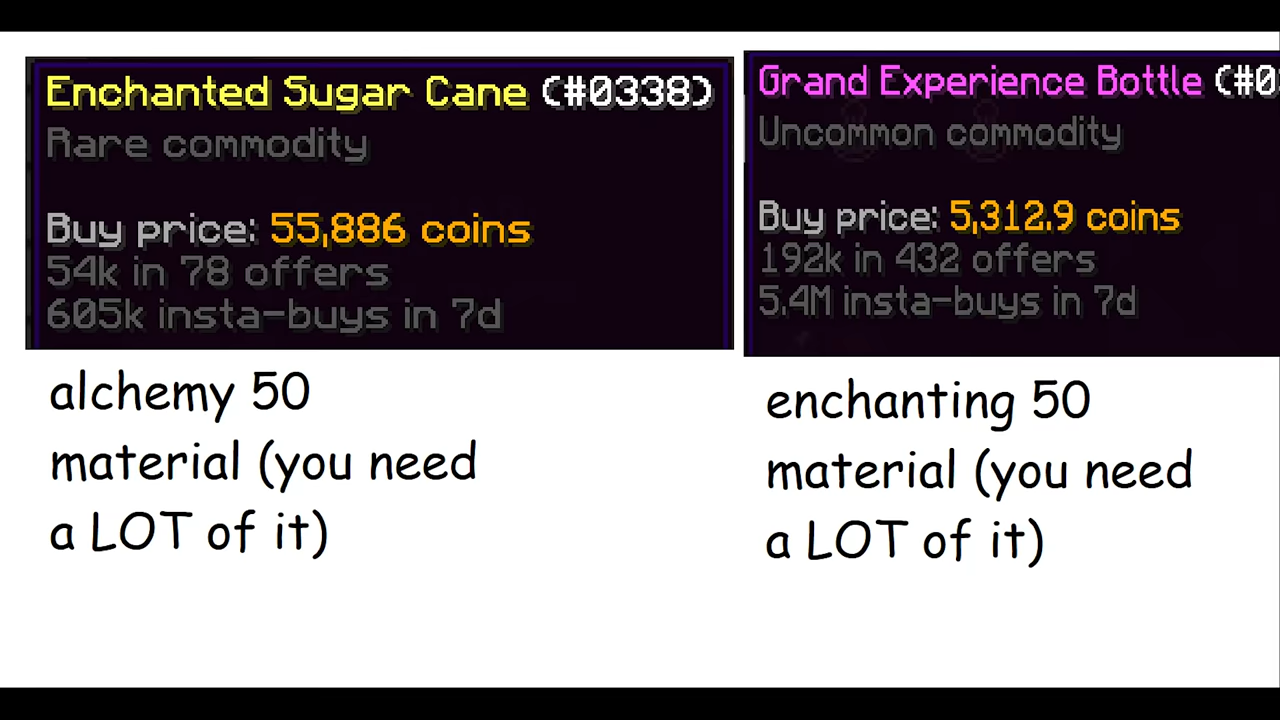 Enchanted Sugar Cane (#0338)
Rare commodity
Buy price: 55,886 coins
54k in 78 offers
605k insta-buys in 7d
alchemy 50
material (you need
a LOT of it)
Grand Experience Bottle (#0
Uncommon commodity
Buy price: 5,312.9 coins
192k in 432 offers
5.4M insta-buys in 7d
enchanting 50
material (you need
a LOT of it)